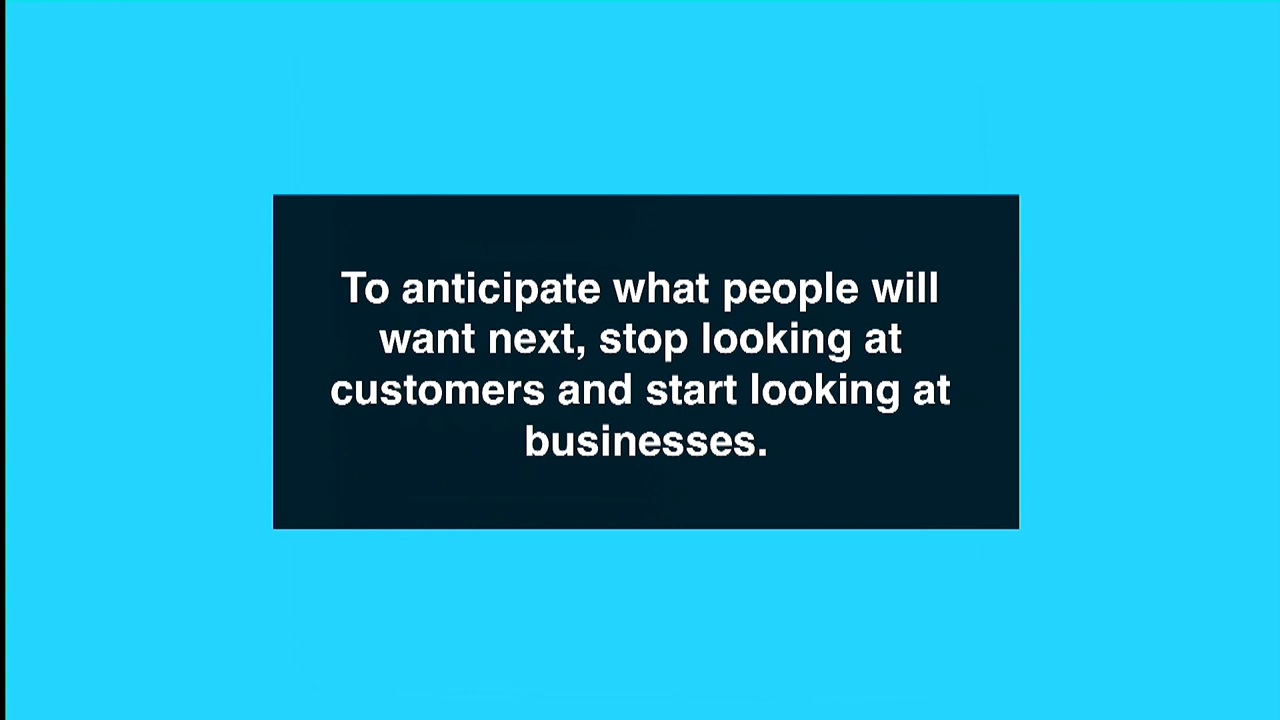 To anticipate what people will
want next, stop looking at
customers and start looking at
businesses.